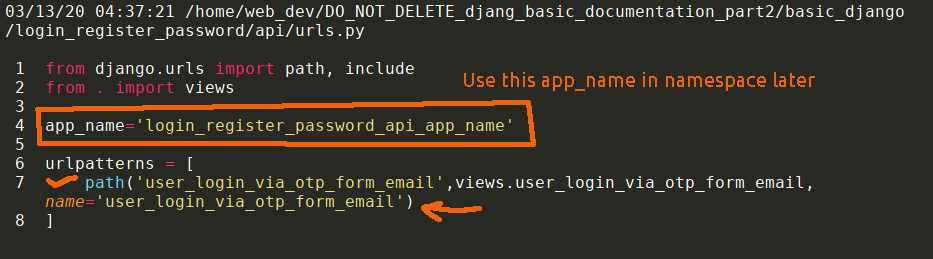 03/13/20 04:37:21 /home/web_dev/DO_NOT_DELETE_djang_basic_documentation_part2/basic_django
/login_register_password/api/urls.py
1 from django.urls import path, include
Use this app_name in namespace later
2 from . import views
3
4 app_name='login_register_password_api_app_name'
5
6 urlpatterns = [
7 path('user_login_via_otp_form_email',views.user_login_via_otp_form_email,
name='user_login_via_otp_form_email')
8 ]